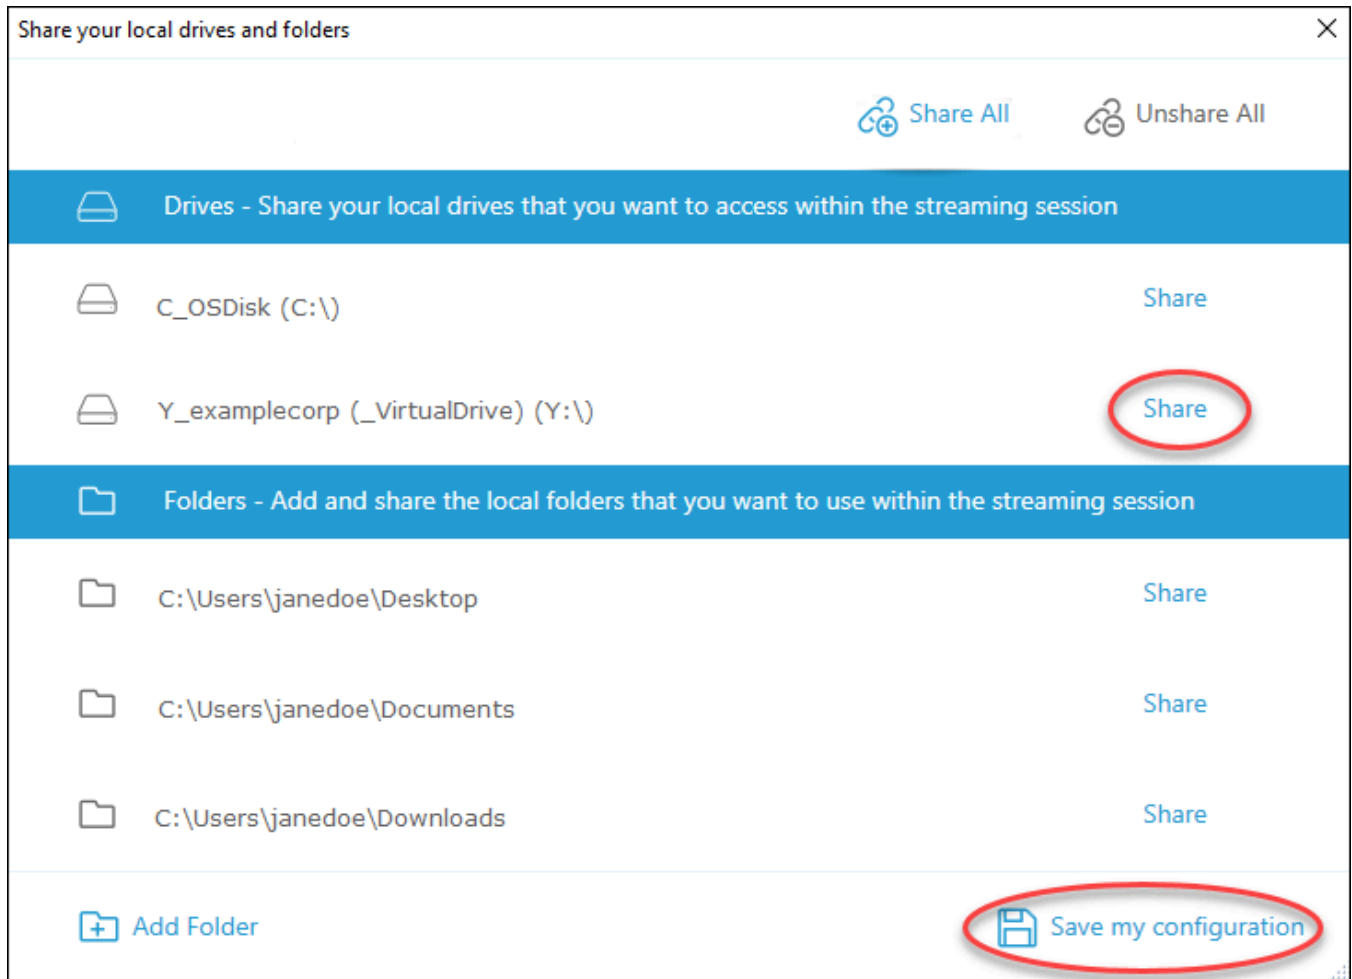 Share your local drives and folders
Share All
Unshare All
Drives - Share your local drives that you want to access within the streaming session
C_OSDisk (C:\)
Share
Y_examplecorp (_VirtualDrive) (Y:\)
Share
Folders - Add and share the local folders that you want to use within the streaming session
C:\Users\janedoe\Desktop
Share
C:\Users\janedoe\Documents
Share
C:\Users\janedoe\Downloads
Share
Add Folder
Save my configuration